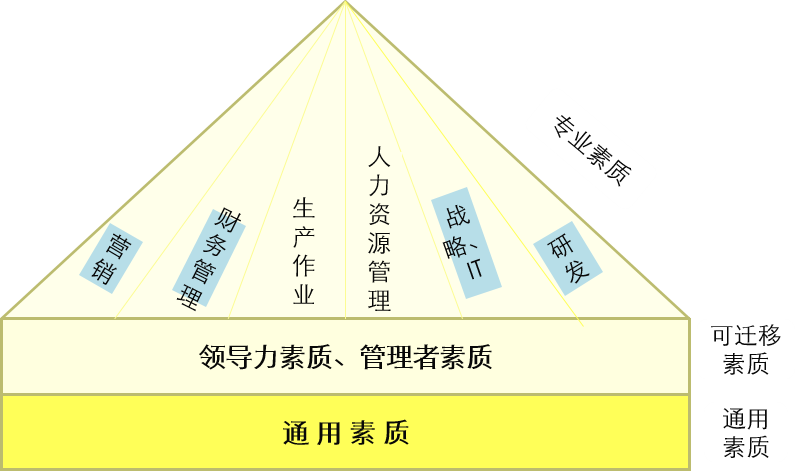 专业素质
营销
财务管理
生产作业
人力资源管理
战略、IT
研发
领导力素质、管理者素质
可迁移
素质
通用素质
通用
素质